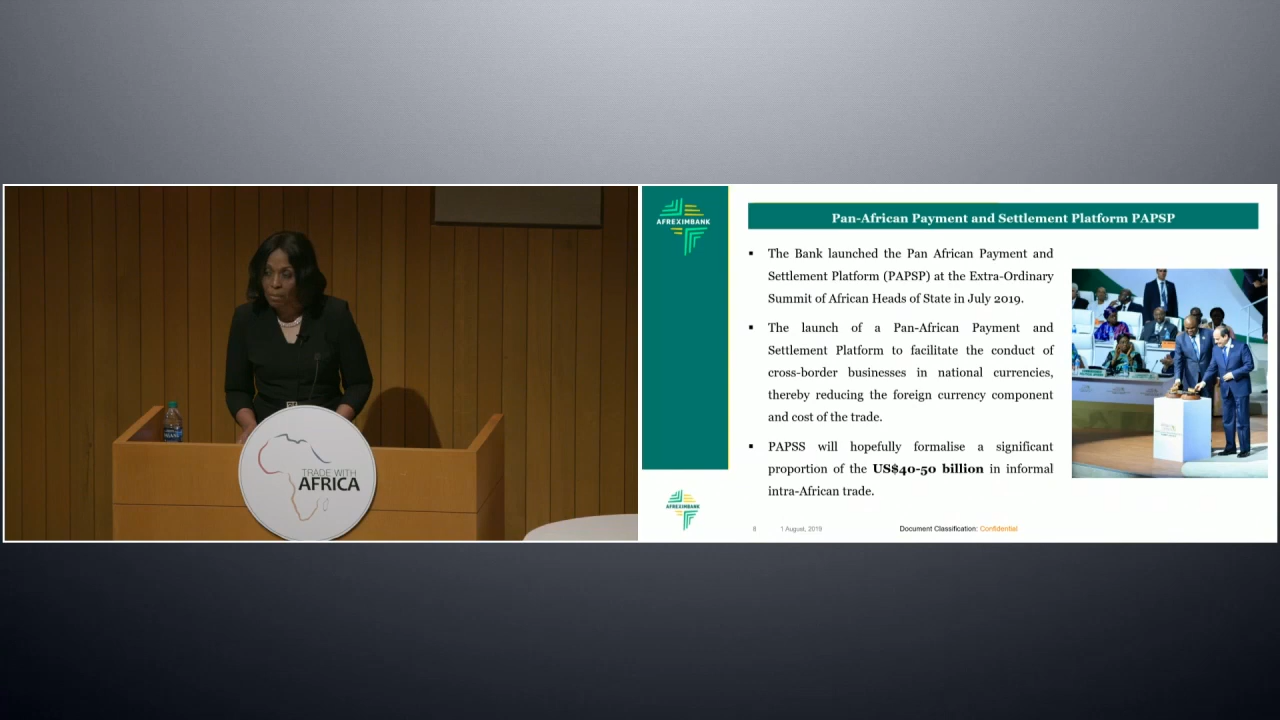 TRADE WITH
AFRICA
AFREXIMBANK
Pan-African Payment and Settlement Platform PAPSP
▪ The Bank launched the Pan African Payment and
Settlement Platform (PAPSP) at the Extra-Ordinary
Summit of African Heads of State in July 2019.
▪ The launch of a Pan-African Payment and
Settlement Platform to facilitate the conduct of
cross-border businesses in national currencies,
thereby reducing the foreign currency component
and cost of the trade.
▪ PAPSS will hopefully formalise a significant
proportion of the US$40-50 billion in informal
intra-African trade.
AFREXIMBANK
8 1 August, 2019 Document Classification: Confidential